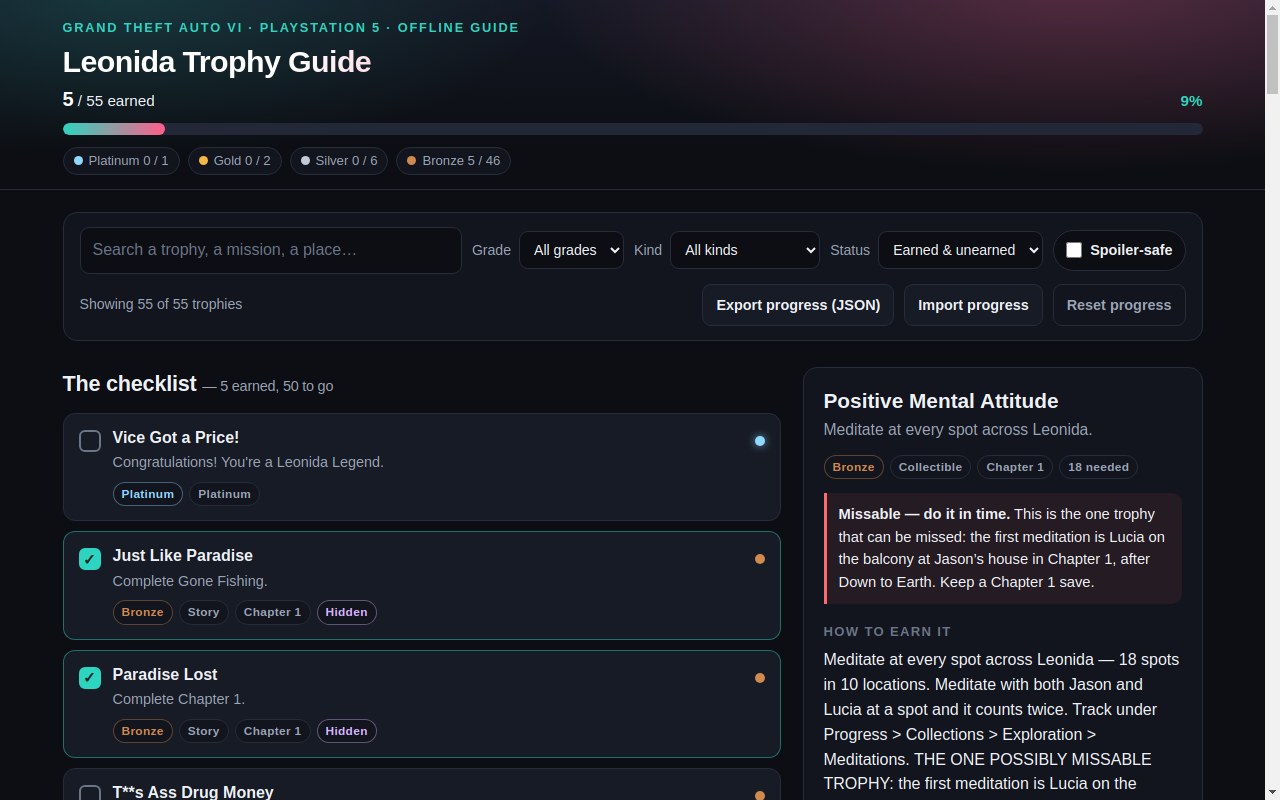 GRAND THEFT AUTO VI · PLAYSTATION 5 · OFFLINE GUIDE
Leonida Trophy Guide
5 / 55 earned
9%
Platinum 0 / 1
Gold 0 / 2
Silver 0 / 6
Bronze 5 / 46
Search a trophy, a mission, a place…
Grade
All grades
Kind
All kinds
Status
Earned & unearned
Spoiler-safe
Showing 55 of 55 trophies
Export progress (JSON)
Import progress
Reset progress
The checklist — 5 earned, 50 to go
Vice Got a Price!
Congratulations! You're a Leonida Legend.
Platinum
Platinum
Just Like Paradise
Complete Gone Fishing.
Bronze
Story
Chapter 1
Hidden
Paradise Lost
Complete Chapter 1.
Bronze
Story
Chapter 1
Hidden
T**s Ass Drug Money
Positive Mental Attitude
Meditate at every spot across Leonida.
Bronze
Collectible
Chapter 1
18 needed
Missable — do it in time. This is the one trophy
that can be missed: the first meditation is Lucia on
the balcony at Jason’s house in Chapter 1, after
Down to Earth. Keep a Chapter 1 save.
HOW TO EARN IT
Meditate at every spot across Leonida — 18 spots
in 10 locations. Meditate with both Jason and
Lucia at a spot and it counts twice. Track under
Progress > Collections > Exploration >
Meditations. THE ONE POSSIBLY MISSABLE
TROPHY: the first meditation is Lucia on the